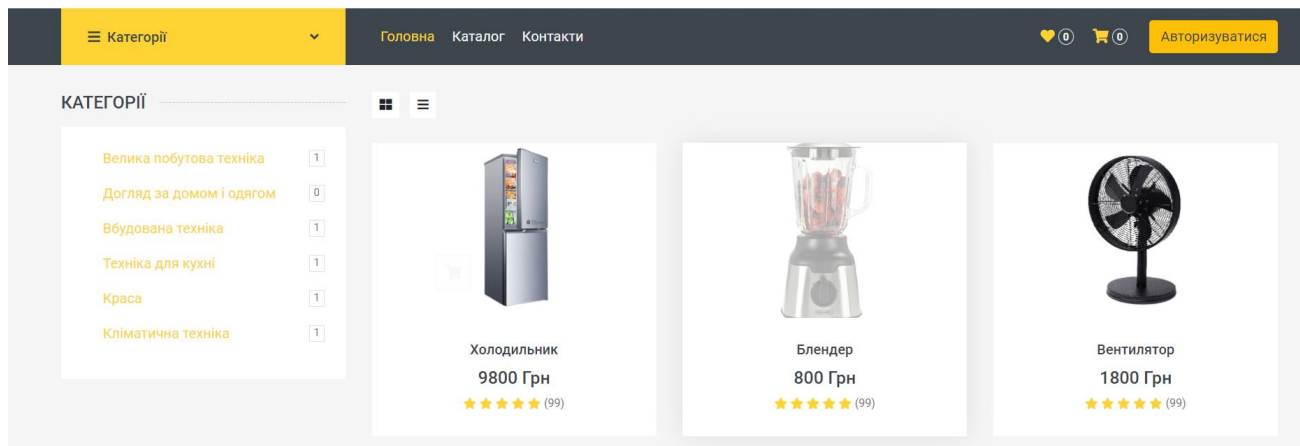 Категорії
Головна Каталог Контакти
0 0 Авторизуватися
КАТЕГОРІЇ
Велика побутова техніка 1
Догляд за домом і одягом 0
Вбудована техніка 1
Техніка для кухні 1
Краса 1
Кліматична техніка 1
Холодильник
9800 Грн
(99)
Блендер
800 Грн
(99)
Вентилятор
1800 Грн
(99)